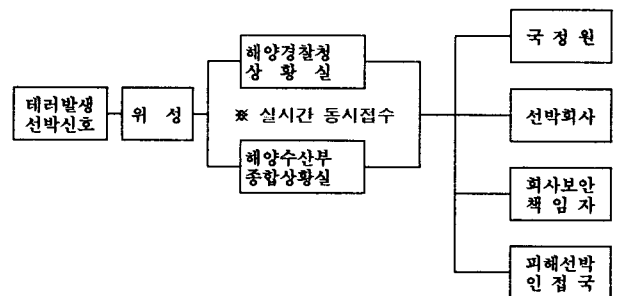 테러발생
선박신호
위 성
해양경찰청
상 황 실
※ 실시간 동시접수
해양수산부
종합상황실
국 정 원
선박회사
회사보안
책 임 자
피해선박
인 접 국